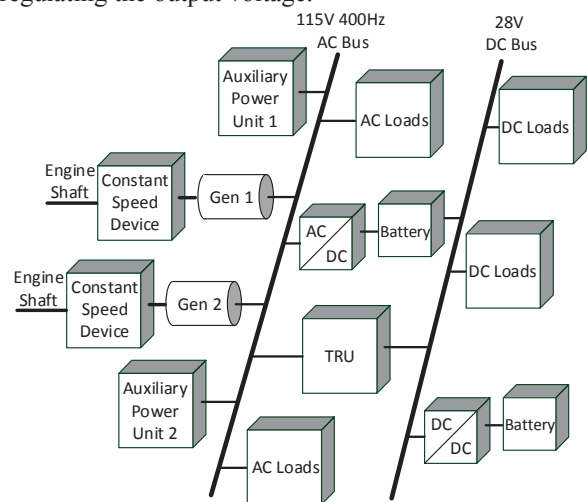 regulating the output voltage.
115V 400Hz
AC Bus
28V
DC Bus
Auxiliary
Power
Unit 1
AC Loads
DC Loads
Engine
Shaft
Constant
Speed
Device
Gen 1
AC
DC
Battery
DC Loads
Engine
Shaft
Constant
Speed
Device
Gen 2
TRU
Auxiliary
Power
Unit 2
AC Loads
DC
DC
Battery